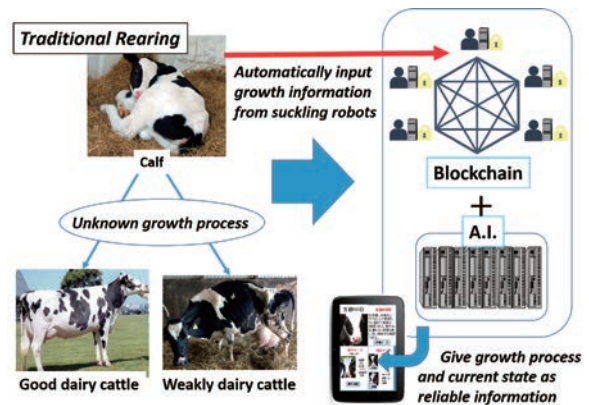 Traditional Rearing
Automatically input
growth information
from suckling robots
Calf
Blockchain
+
A.I.
Unknown growth process
Good dairy cattle
Weakly dairy cattle
Give growth process
and current state as
reliable information